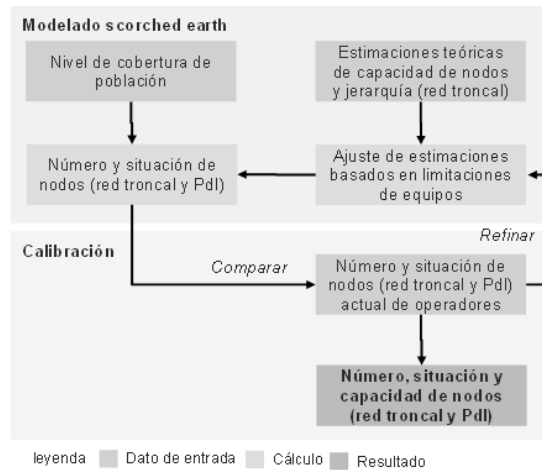 Modelado scorched earth
Nivel de cobertura de
población
Estimaciones teóricas
de capacidad de nodos
y jerarquía (red troncal)
Número y situación de
nodos (red troncal y PdI)
Ajuste de estimaciones
basados en limitaciones
de equipos
Refinar
Calibración
Comparar
Número y situación de
nodos (red troncal y PdI)
actual de operadores
Número, situación y
capacidad de nodos
(red troncal y PdI)
leyenda Dato de entrada Cálculo Resultado